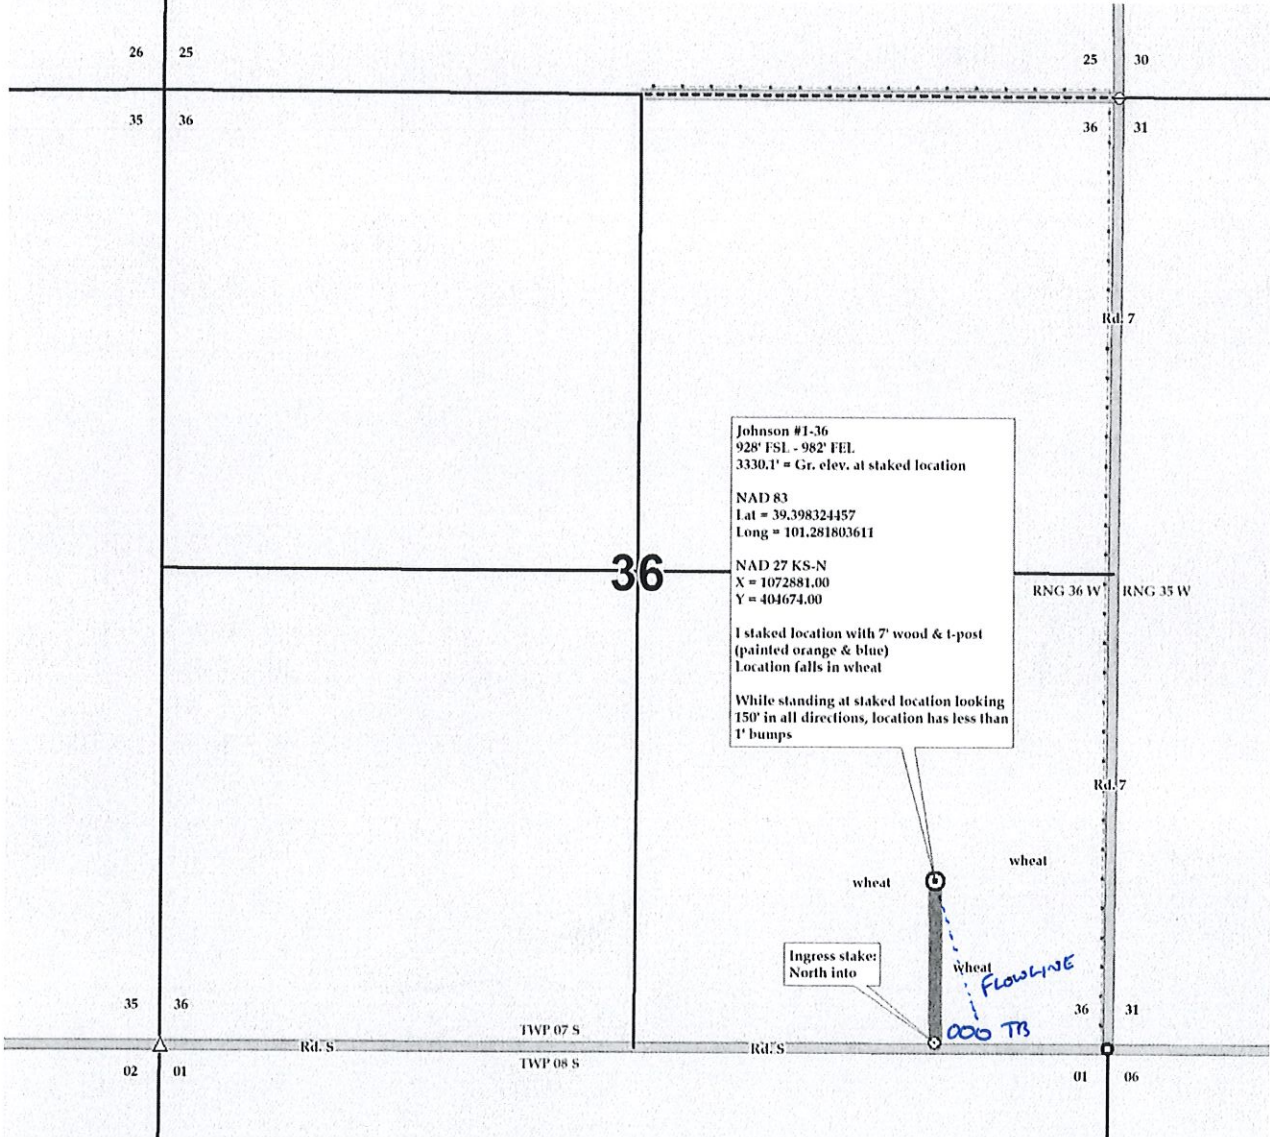 26 25
25 30
35 36
36 31
Rd. 7
Johnson #1-36
928' FSL - 982' FEL
3330.1' = Gr. elev. at staked location
NAD 83
Lat = 39.398324457
Long = 101.281803611
NAD 27 KS-N
X = 1072881.00
Y = 404674.00
I staked location with 7' wood & t-post
(painted orange & blue)
Location falls in wheat
While standing at staked location looking
150' in all directions, location has less than
1' bumps
36
RNG 36 W RNG 35 W
Rd. 7
wheat
wheat
Ingress stake:
North into
wheat
FLOWLINE
35 36
36 31
TWP 07 S
000 TB
Rd. S
Rd. S
TWP 08 S
02 01
01 06